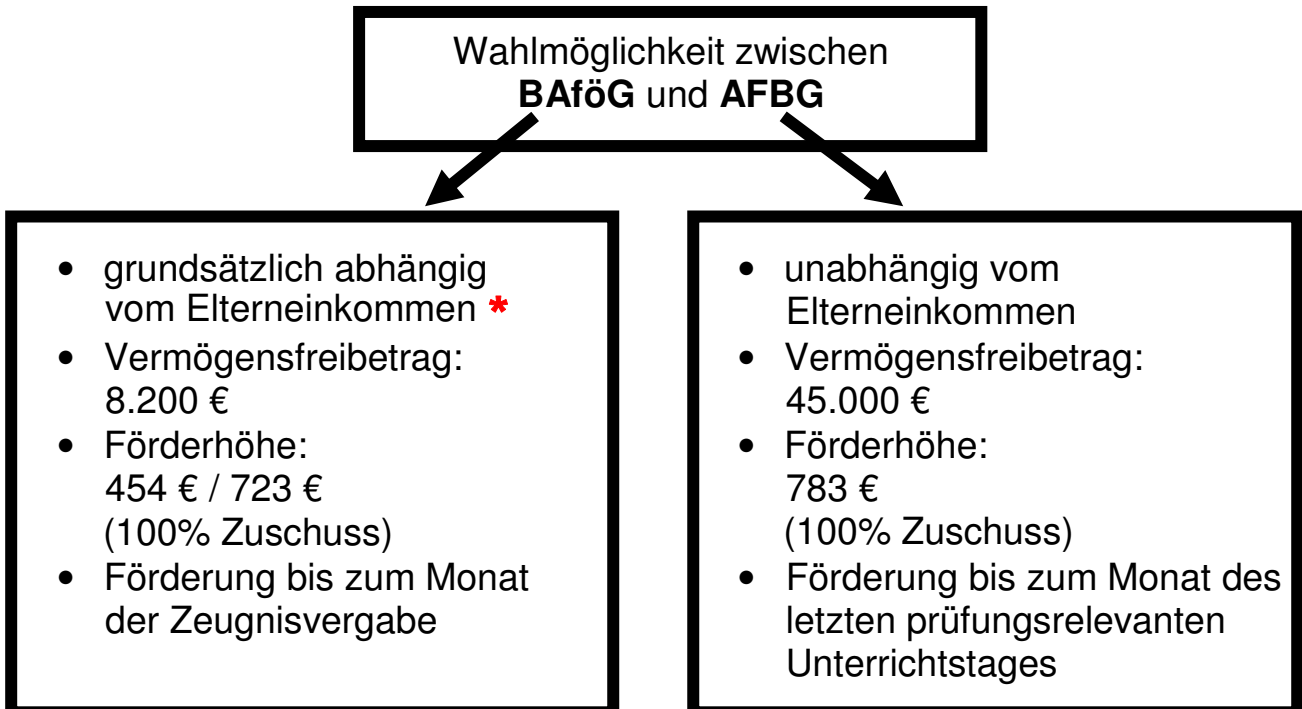 Wahlmöglichkeit zwischen
BAföG und AFBG
• grundsätzlich abhängig
vom Elterneinkommen *
• Vermögensfreibetrag:
8.200 €
• Förderhöhe:
454 € / 723 €
(100% Zuschuss)
• Förderung bis zum Monat
der Zeugnisvergabe
• unabhängig vom
Elterneinkommen
• Vermögensfreibetrag:
45.000 €
• Förderhöhe:
783 €
(100% Zuschuss)
• Förderung bis zum Monat des
letzten prüfungsrelevanten
Unterrichtstages